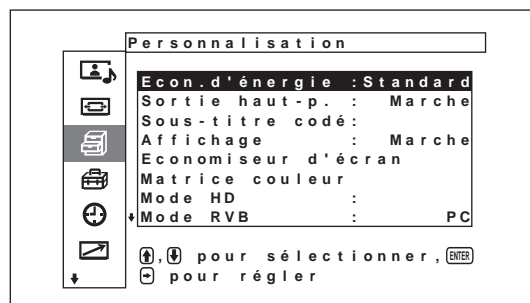 Personnalisation
Econ.d'énergie :Standard
Sortie haut-p. : Marche
Sous-titre codé:
Affichage : Marche
Economiseur d'écran
Matrice couleur
Mode HD :
Mode RVB : PC
, pour sélectionner, ENTER
pour régler